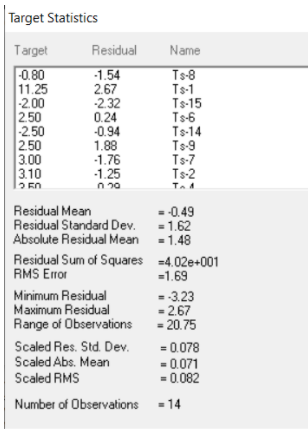 Target Statistics
Target Residual Name
-0.80 -1.54 Ts-8
11.25 2.67 Ts-1
-2.00 -2.32 Ts-15
2.50 0.24 Ts-6
-2.50 -0.94 Ts-14
2.50 1.88 Ts-9
3.00 -1.76 Ts-7
3.10 -1.25 Ts-2
Residual Mean = -0.49
Residual Standard Dev. = 1.62
Absolute Residual Mean = 1.48
Residual Sum of Squares =4.02e+001
RMS Error =1.69
Minimum Residual = -3.23
Maximum Residual = 2.67
Range of Observations = 20.75
Scaled Res. Std. Dev. = 0.078
Scaled Abs. Mean = 0.071
Scaled RMS = 0.082
Number of Observations = 14